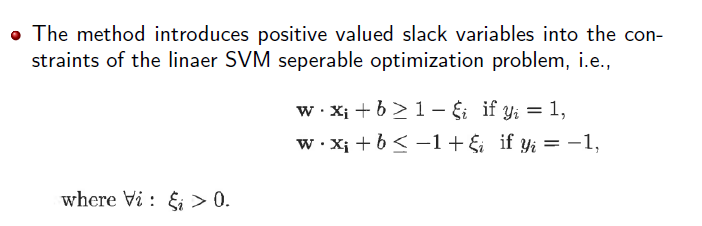 • The method introduces positive valued slack variables into the con-
straints of the linaer SVM seperable optimization problem, i.e.,
w · xᵢ + b ≥ 1 − ξᵢ if yᵢ = 1,
w · xᵢ + b ≤ −1 + ξᵢ if yᵢ = −1,
where ∀i : ξᵢ > 0.